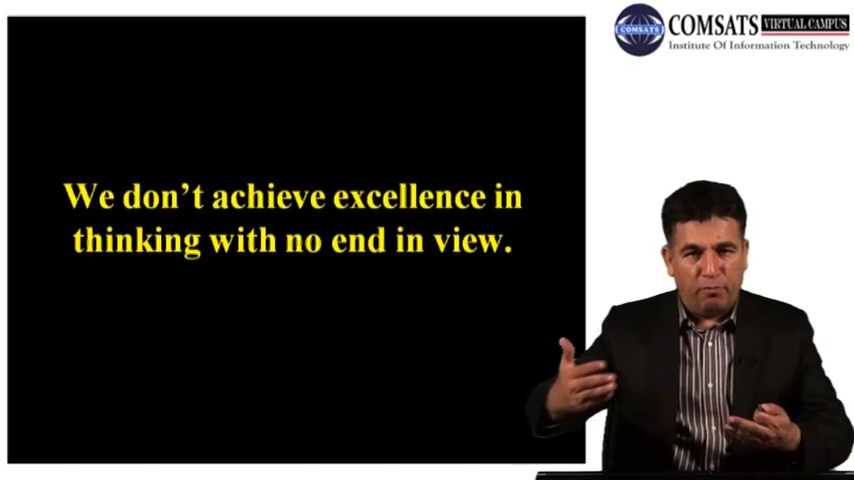 COMSATS VIRTUAL CAMPUS
Institute Of Information Technology
COMSATS
We don't achieve excellence in
thinking with no end in view.